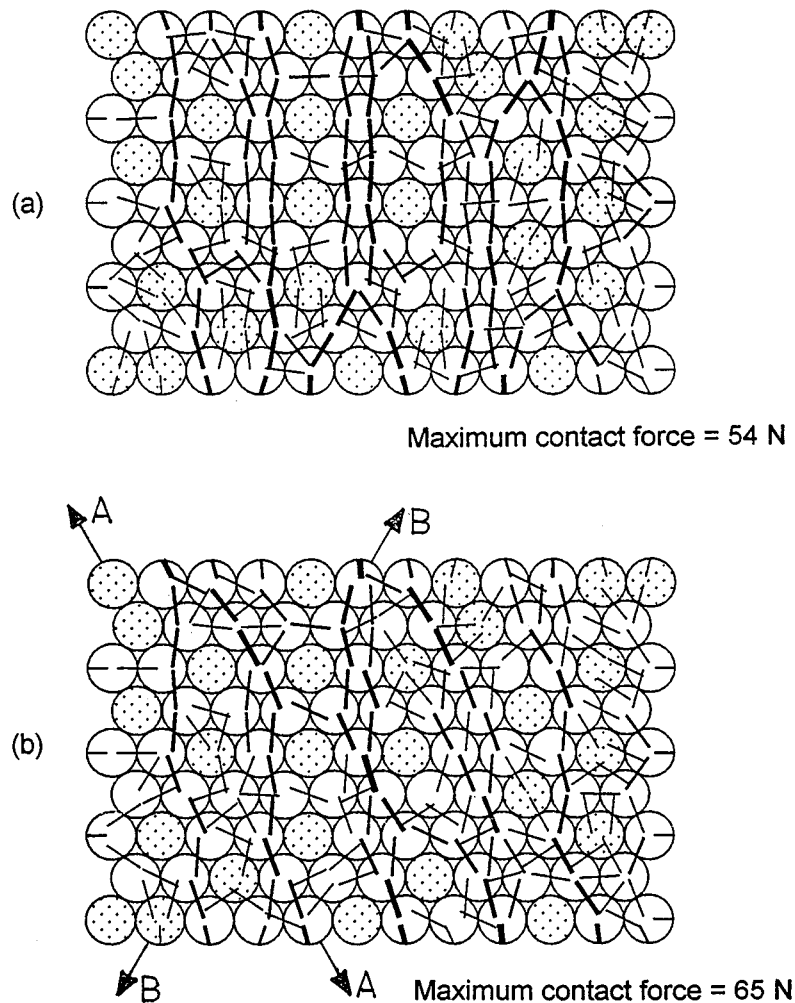 (a)
Maximum contact force = 54 N
A
B
(b)
B
A
Maximum contact force = 65 N